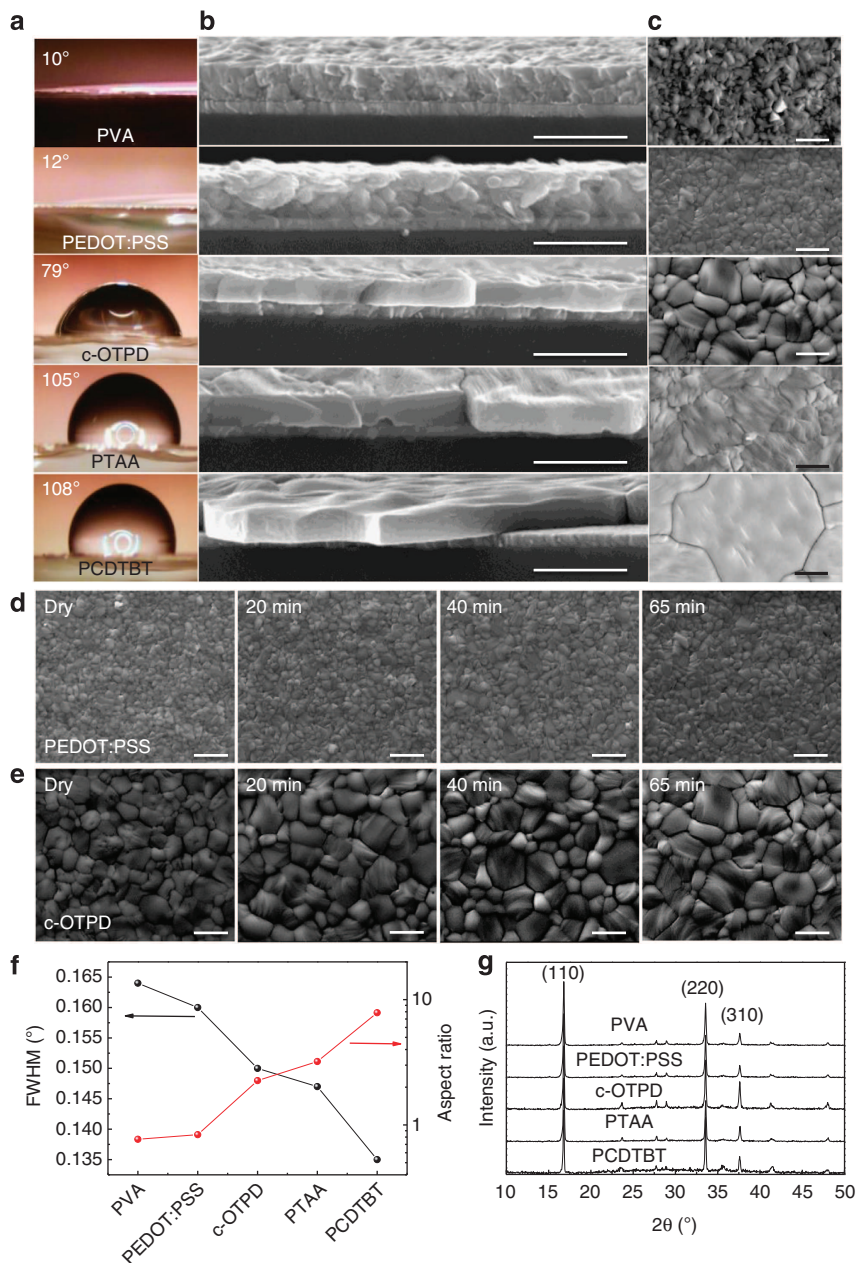 a
b
c
10°
PVA
12°
PEDOT:PSS
79°
c-OTPD
105°
PTAA
108°
PCDTBT
d
Dry
20 min
40 min
65 min
PEDOT:PSS
e
Dry
20 min
40 min
65 min
c-OTPD
f
0.165
0.160
0.155
0.150
0.145
0.140
0.135
FWHM (°)
10
1
Aspect ratio
PVA
PEDOT:PSS
c-OTPD
PTAA
PCDTBT
g
(110)
(220)
(310)
PVA
PEDOT:PSS
c-OTPD
PTAA
PCDTBT
Intensity (a.u.)
10 15 20 25 30 35 40 45 50
2θ (°)